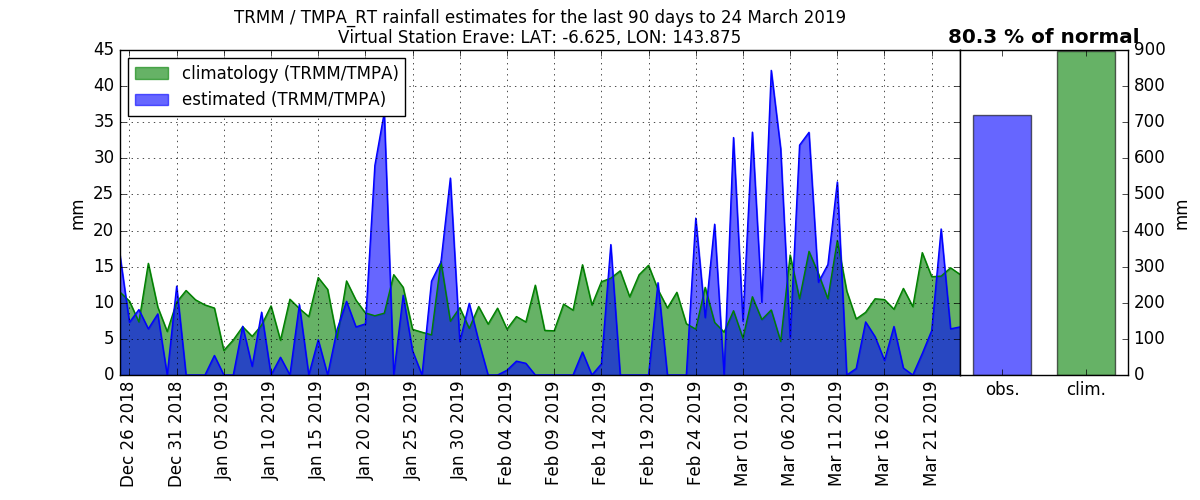 TRMM / TMPA_RT rainfall estimates for the last 90 days to 24 March 2019
Virtual Station Erave: LAT: -6.625, LON: 143.875
80.3 % of normal
climatology (TRMM/TMPA)
estimated (TRMM/TMPA)
mm
45
40
35
30
25
20
15
10
5
0
900
800
700
600
500
400
300
200
100
0
mm
Dec 26 2018
Dec 31 2018
Jan 05 2019
Jan 10 2019
Jan 15 2019
Jan 20 2019
Jan 25 2019
Jan 30 2019
Feb 04 2019
Feb 09 2019
Feb 14 2019
Feb 19 2019
Feb 24 2019
Mar 01 2019
Mar 06 2019
Mar 11 2019
Mar 16 2019
Mar 21 2019
obs.
clim.